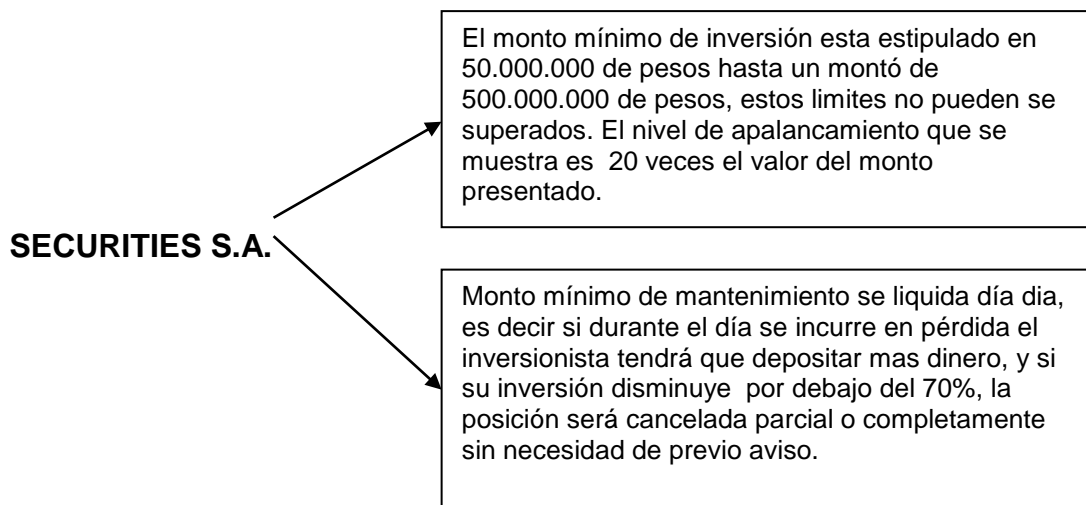 El monto mínimo de inversión esta estipulado en
50.000.000 de pesos hasta un montó de
500.000.000 de pesos, estos limites no pueden se
superados. El nivel de apalancamiento que se
muestra es 20 veces el valor del monto
presentado.
SECURITIES S.A.
Monto mínimo de mantenimiento se liquida día dia,
es decir si durante el día se incurre en pérdida el
inversionista tendrá que depositar mas dinero, y si
su inversión disminuye por debajo del 70%, la
posición será cancelada parcial o completamente
sin necesidad de previo aviso.